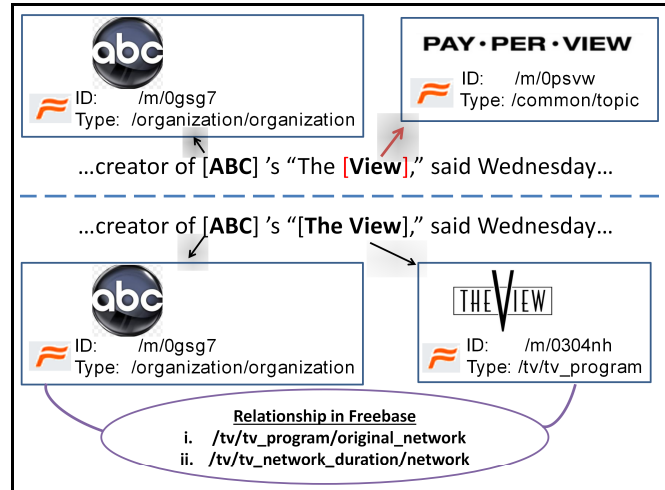 abc
ID: /m/0gsg7
Type: /organization/organization
PAY•PER•VIEW
ID: /m/0psvw
Type: /common/topic
...creator of [ABC] 's “The [View],” said Wednesday...
...creator of [ABC] 's “[The View],” said Wednesday...
abc
ID: /m/0gsg7
Type: /organization/organization
THE VIEW
ID: /m/0304nh
Type: /tv/tv_program
Relationship in Freebase
i. /tv/tv_program/original_network
ii. /tv/tv_network_duration/network